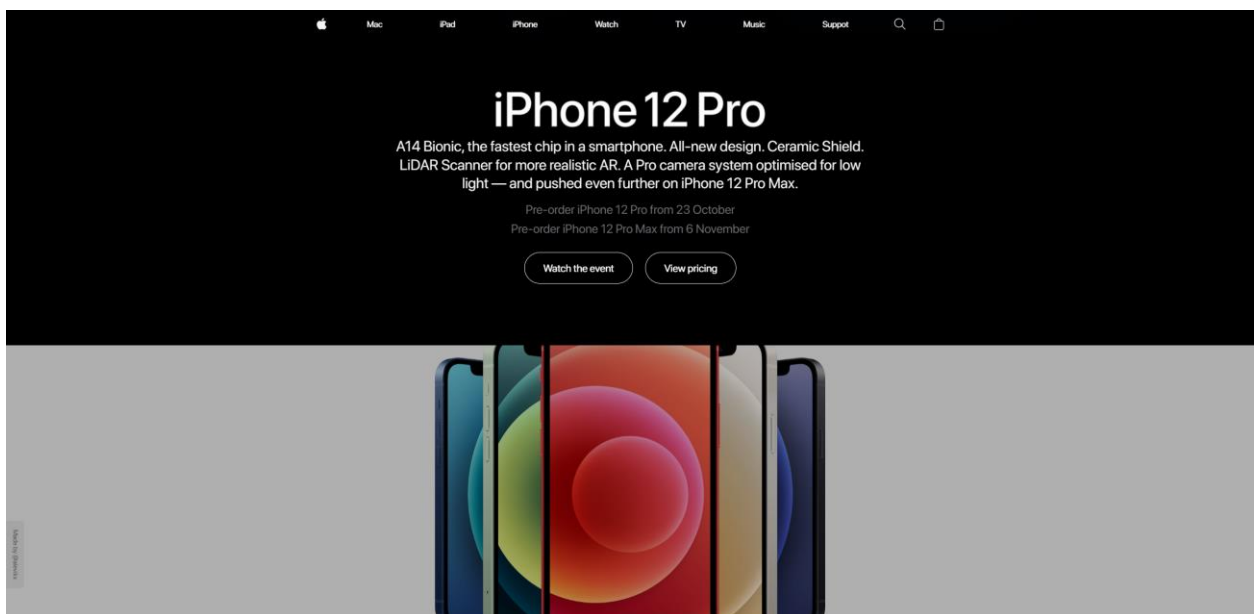 Mac iPad iPhone Watch TV Music Suppot
iPhone 12 Pro
A14 Bionic, the fastest chip in a smartphone. All-new design. Ceramic Shield.
LiDAR Scanner for more realistic AR. A Pro camera system optimised for low
light — and pushed even further on iPhone 12 Pro Max.
Pre-order iPhone 12 Pro from 23 October
Pre-order iPhone 12 Pro Max from 6 November
Watch the event View pricing
Made by